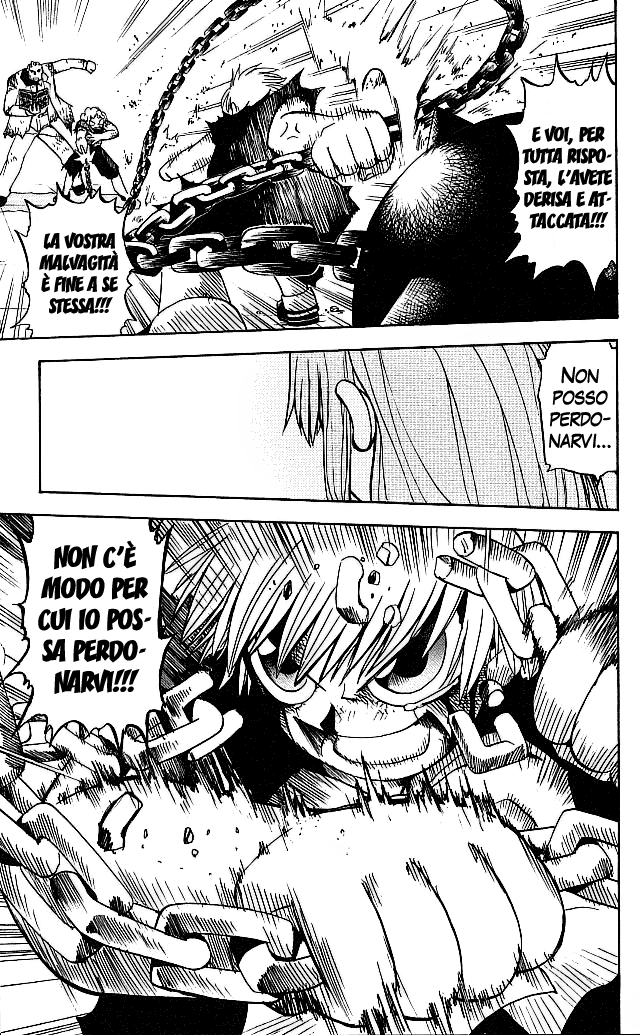 E VOI, PER
TUTTA RISPO-
STA, L'AVETE
DERISA E AT-
TACCATA!!!
LA VOSTRA
MALVAGITÀ
È FINE A SE
STESSA!!!
NON
POSSO
PERDO-
NARVI...
NON C'È
MODO PER
CUI IO POS-
SA PERDO-
NARVI!!!